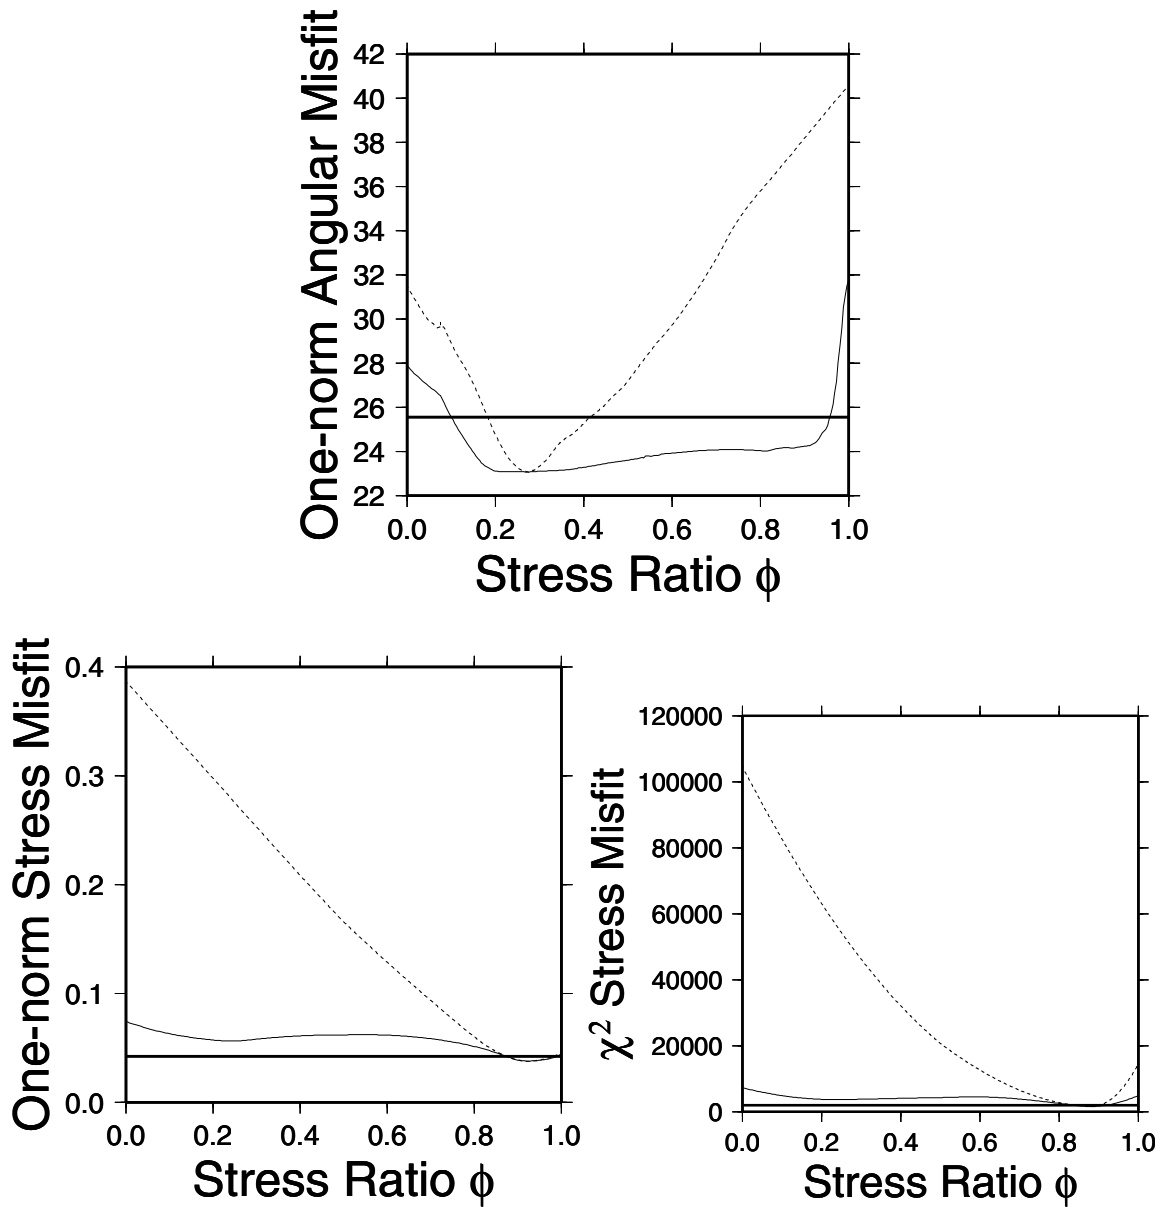 One-norm Angular Misfit
42
40
38
36
34
32
30
28
26
24
22
0.0 0.2 0.4 0.6 0.8 1.0
Stress Ratio ϕ
One-norm Stress Misfit
0.4
0.3
0.2
0.1
0.0
0.0 0.2 0.4 0.6 0.8 1.0
Stress Ratio ϕ
χ² Stress Misfit
120000
100000
80000
60000
40000
20000
0
0.0 0.2 0.4 0.6 0.8 1.0
Stress Ratio ϕ